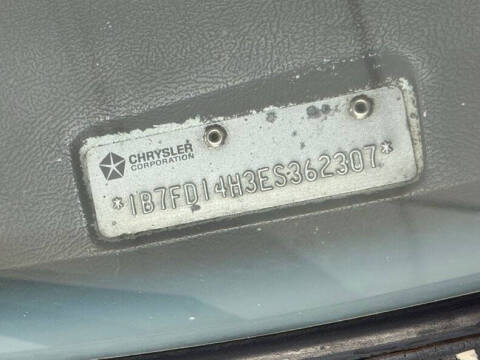 CHRYSLER
CORPORATION
*1B7FD14H3ES362307*